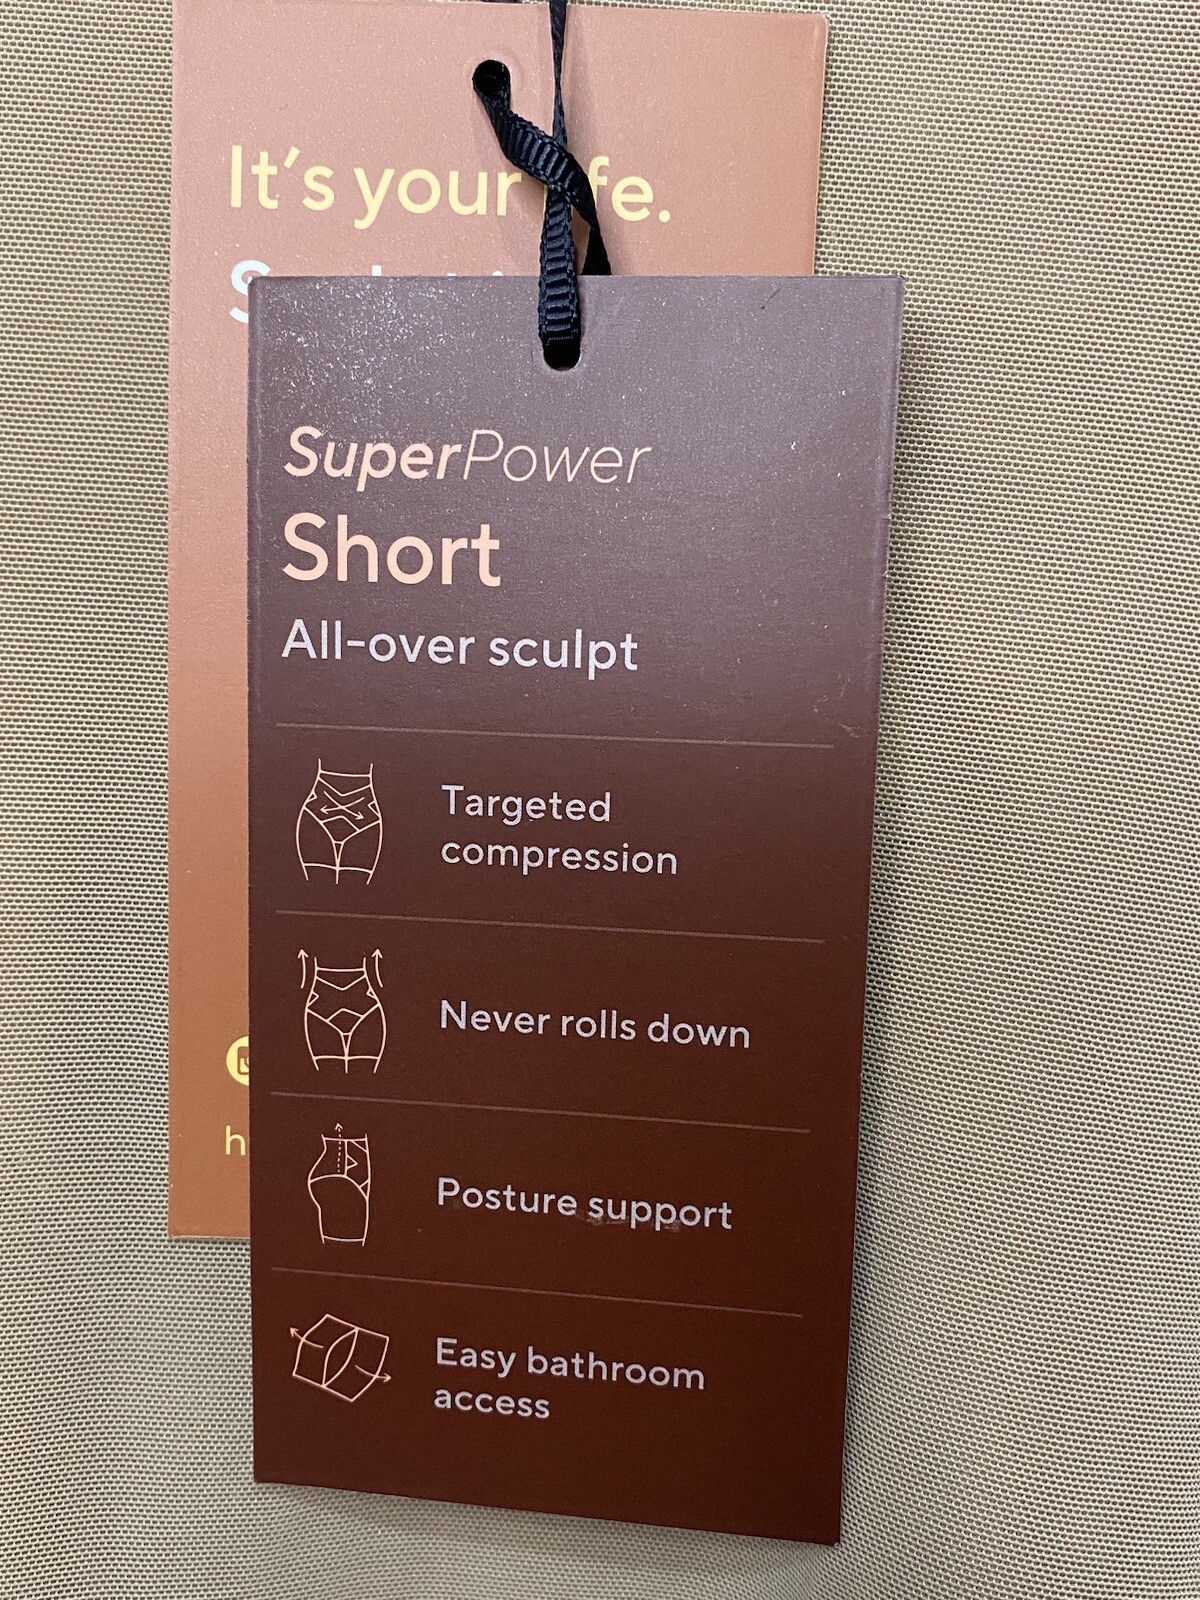 It's your
SuperPower
Short
All-over sculpt
Targeted
compression
Never rolls down
Posture support
Easy bathroom
access